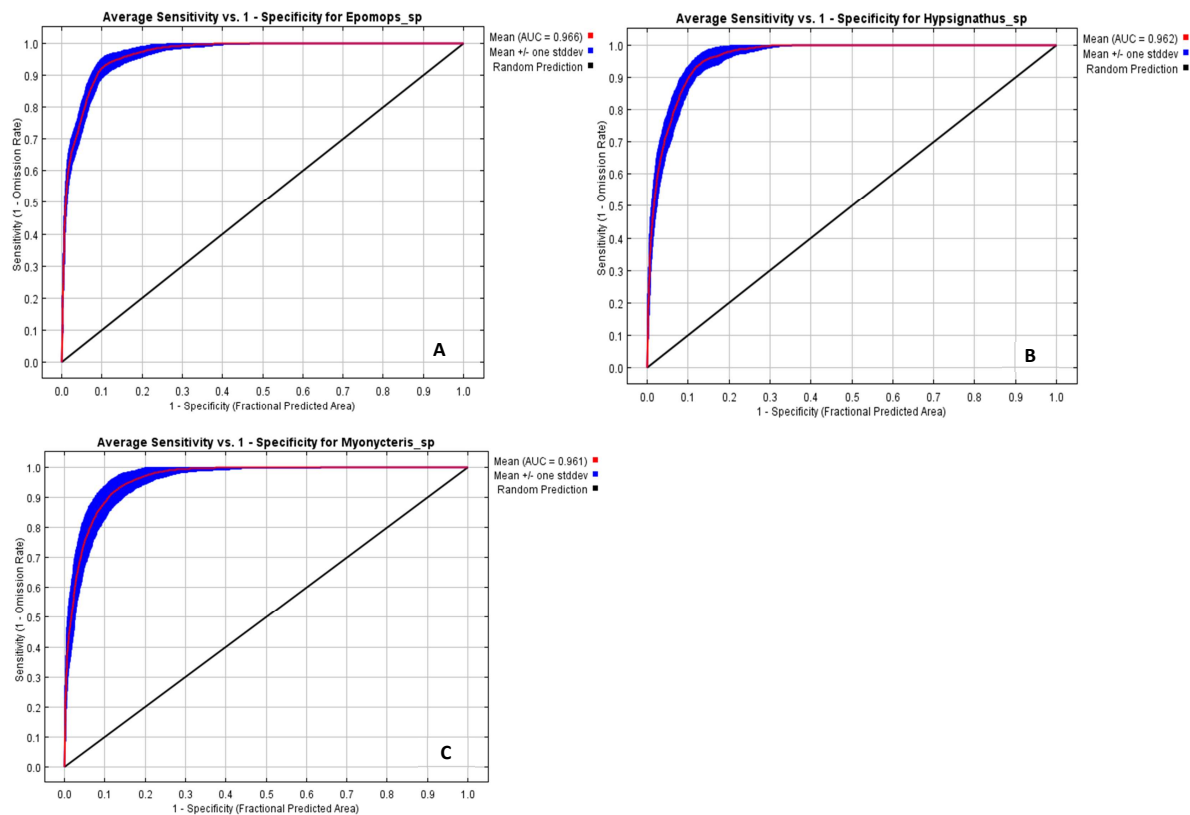 Average Sensitivity vs. 1 - Specificity for Epomops_sp
Mean (AUC = 0.966)
Mean +/- one stddev
Random Prediction
Sensitivity (1 - Omission Rate)
1.0
0.9
0.8
0.7
0.6
0.5
0.4
0.3
0.2
0.1
0.0
A
0.0 0.1 0.2 0.3 0.4 0.5 0.6 0.7 0.8 0.9 1.0
1 - Specificity (Fractional Predicted Area)
Average Sensitivity vs. 1 - Specificity for Hypsignathus_sp
Mean (AUC = 0.962)
Mean +/- one stddev
Random Prediction
Sensitivity (1 - Omission Rate)
1.0
0.9
0.8
0.7
0.6
0.5
0.4
0.3
0.2
0.1
0.0
B
0.0 0.1 0.2 0.3 0.4 0.5 0.6 0.7 0.8 0.9 1.0
1 - Specificity (Fractional Predicted Area)
Average Sensitivity vs. 1 - Specificity for Myonycteris_sp
Mean (AUC = 0.961)
Mean +/- one stddev
Random Prediction
Sensitivity (1 - Omission Rate)
1.0
0.9
0.8
0.7
0.6
0.5
0.4
0.3
0.2
0.1
0.0
C
0.0 0.1 0.2 0.3 0.4 0.5 0.6 0.7 0.8 0.9 1.0
1 - Specificity (Fractional Predicted Area)